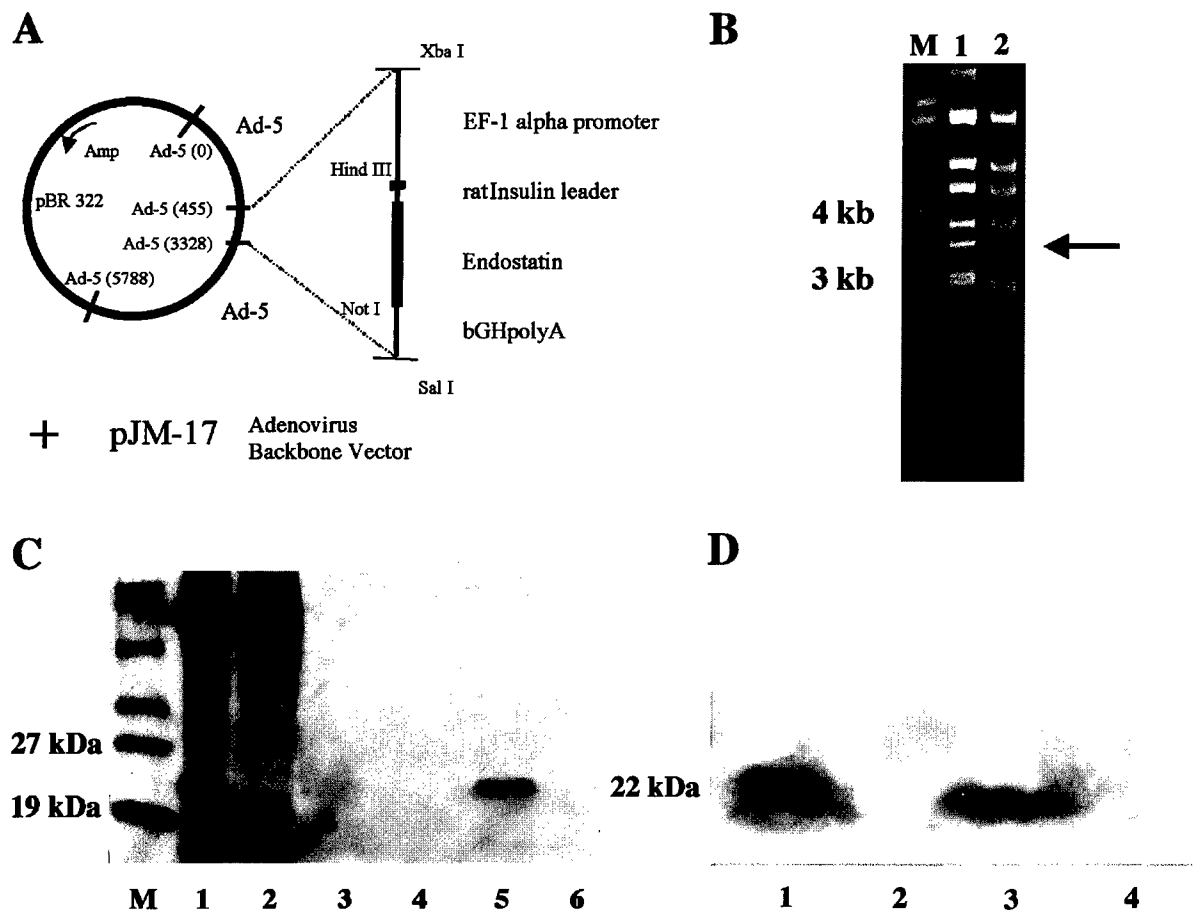 A
Xba I
Ad-5
EF-1 alpha promoter
Amp
Ad-5 (0)
Hind III
pBR 322
Ad-5 (455)
ratInsulin leader
Ad-5 (3328)
Endostatin
Ad-5 (5788)
Ad-5
Not I
bGHpolyA
Sal I
+ pJM-17 Adenovirus
Backbone Vector
B
M 1 2
4 kb
3 kb
C
27 kDa
19 kDa
M 1 2 3 4 5 6
D
22 kDa
1 2 3 4